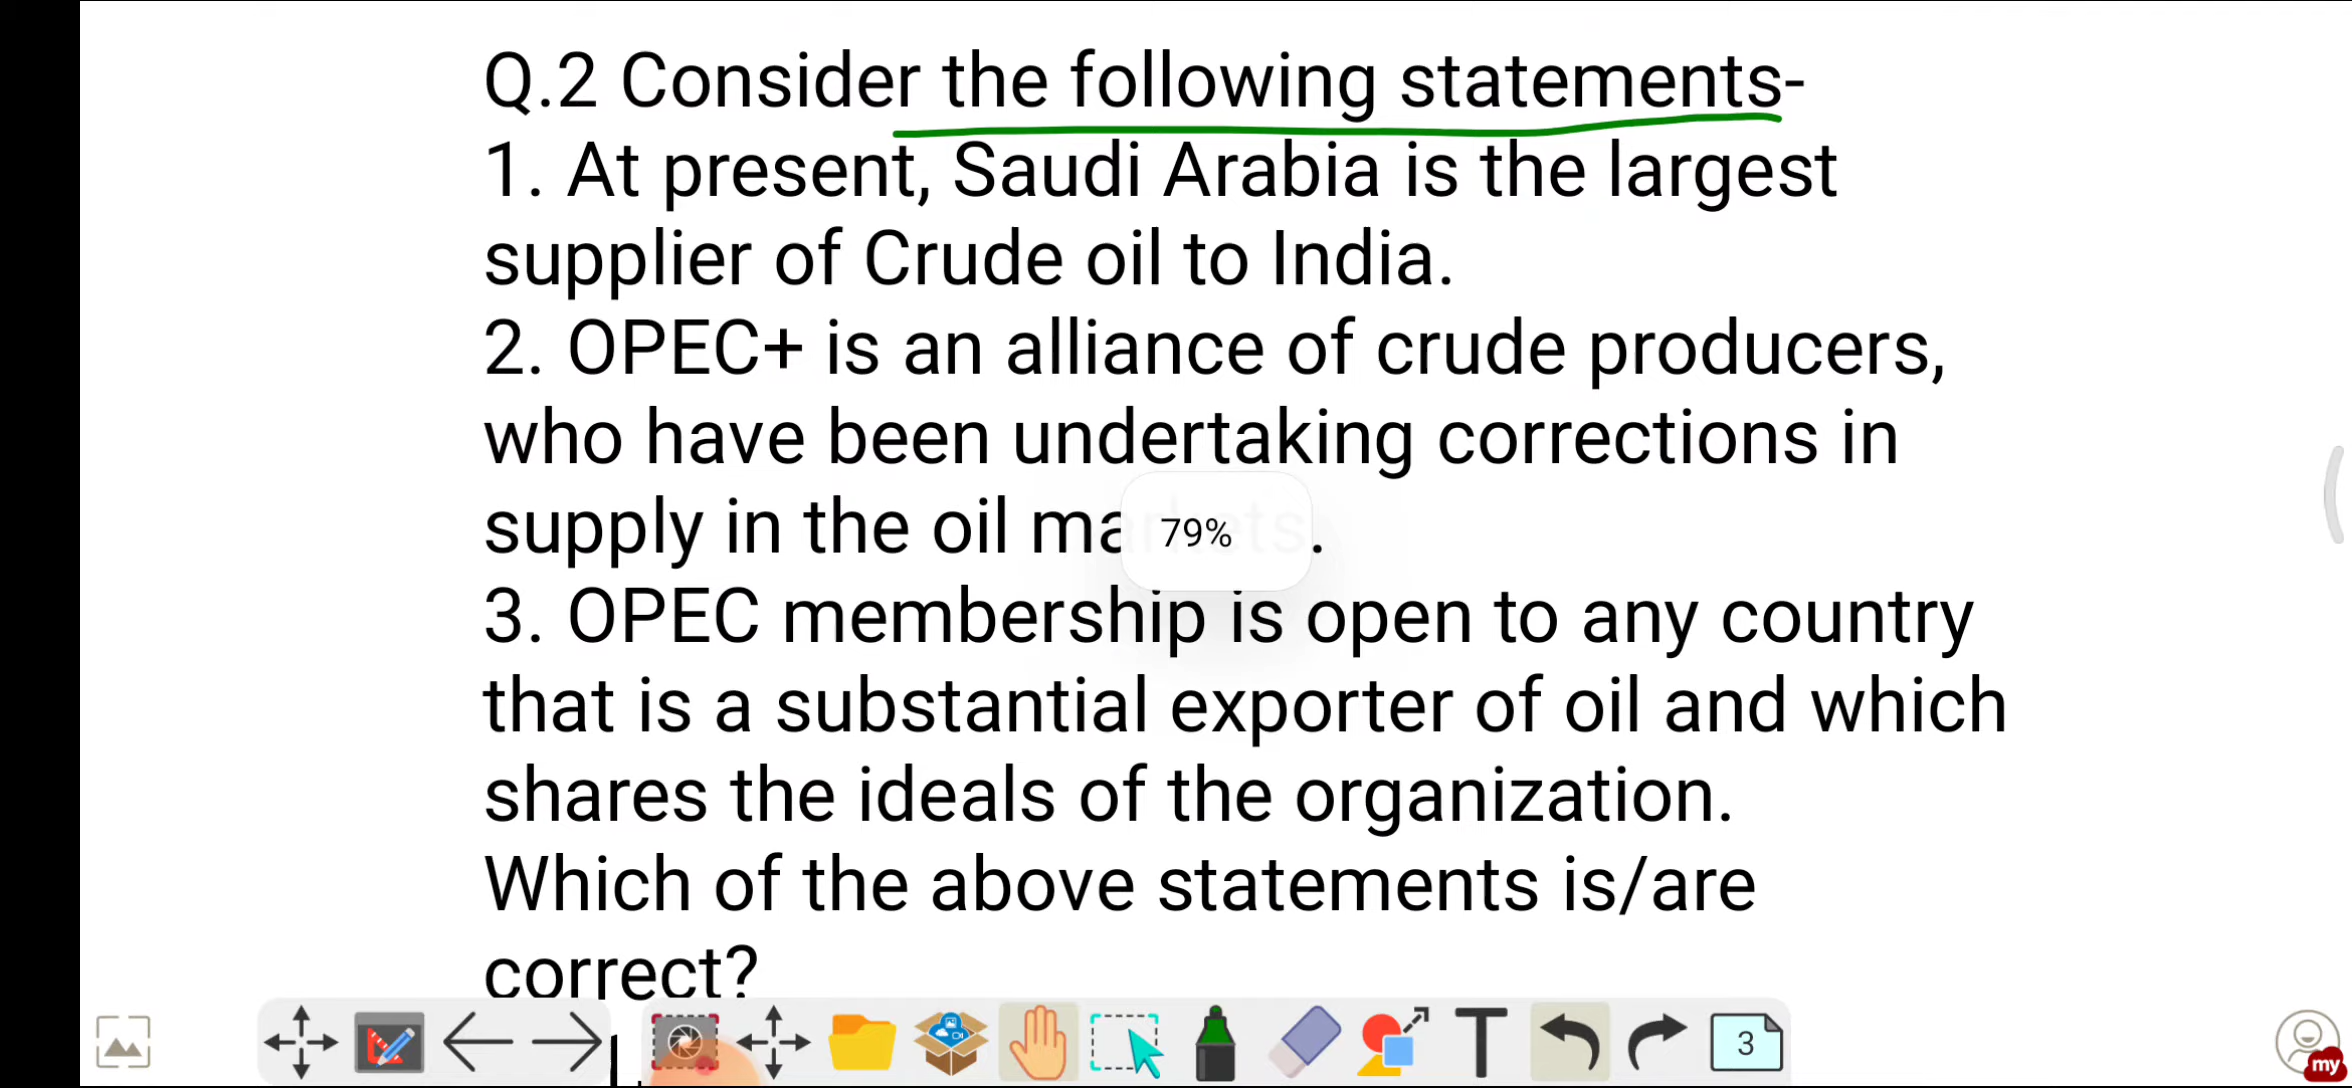 Q.2 Consider the following statements-
1. At present, Saudi Arabia is the largest
supplier of Crude oil to India.
2. OPEC+ is an alliance of crude producers,
who have been undertaking corrections in
supply in the oil markets.
79%
3. OPEC membership is open to any country
that is a substantial exporter of oil and which
shares the ideals of the organization.
Which of the above statements is/are
correct?
T
3
my